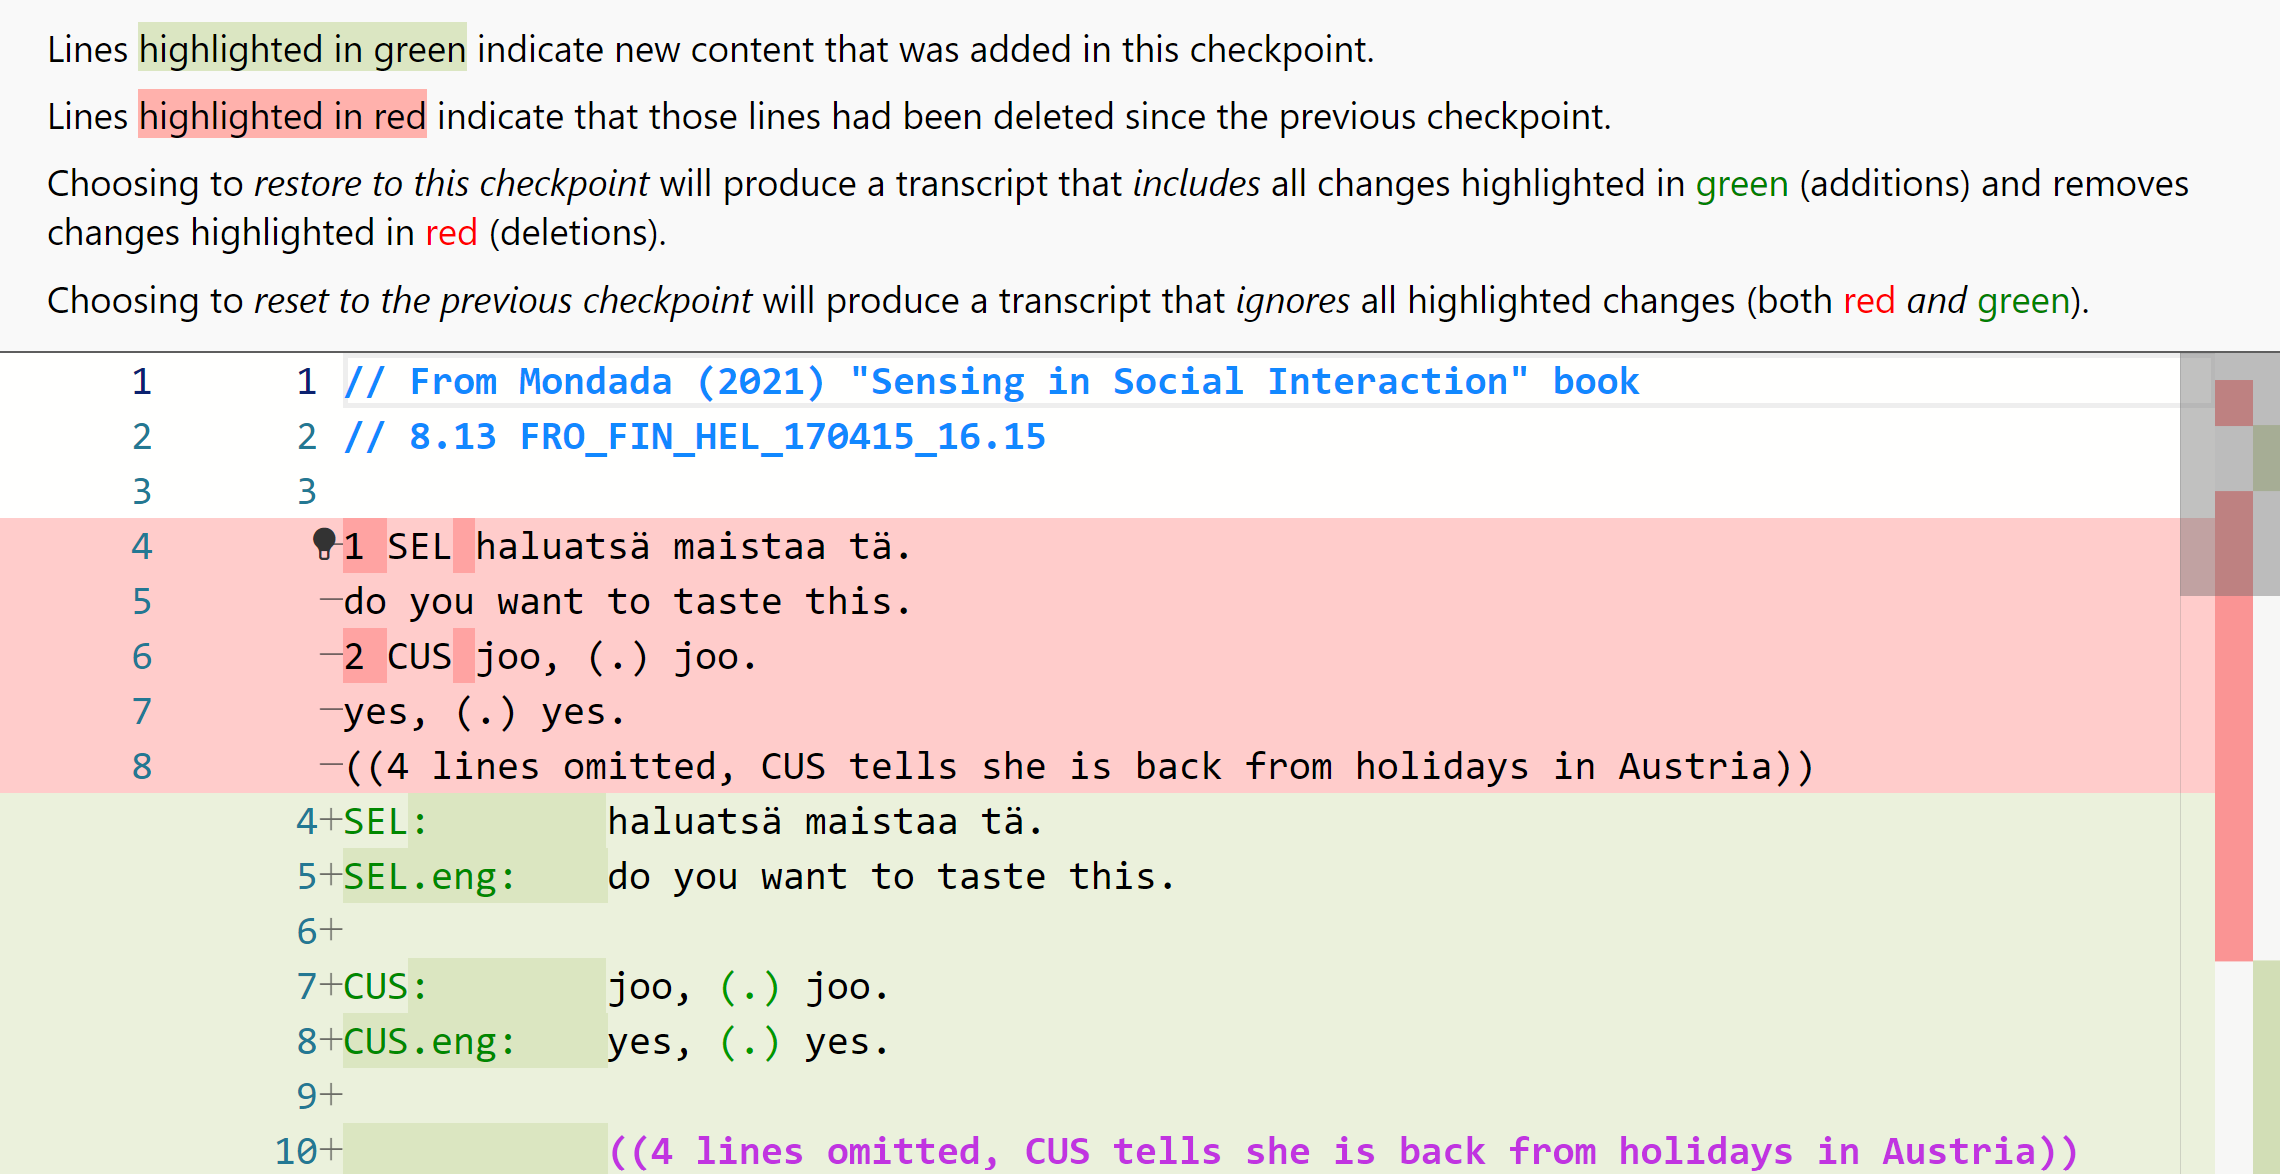 Lines highlighted in green indicate new content that was added in this checkpoint.
Lines highlighted in red indicate that those lines had been deleted since the previous checkpoint.
Choosing to restore to this checkpoint will produce a transcript that includes all changes highlighted in green (additions) and removes
changes highlighted in red (deletions).
Choosing to reset to the previous checkpoint will produce a transcript that ignores all highlighted changes (both red and green).
1 1 // From Mondada (2021) "Sensing in Social Interaction" book
2 2 // 8.13 FRO_FIN_HEL_170415_16.15
3 3
4 —1 SEL haluatsä maistaa tä.
5 —do you want to taste this.
6 —2 CUS joo, (.) joo.
7 —yes, (.) yes.
8 —((4 lines omitted, CUS tells she is back from holidays in Austria))
4+SEL: haluatsä maistaa tä.
5+SEL.eng: do you want to taste this.
6+
7+CUS: joo, (.) joo.
8+CUS.eng: yes, (.) yes.
9+
10+ ((4 lines omitted, CUS tells she is back from holidays in Austria))